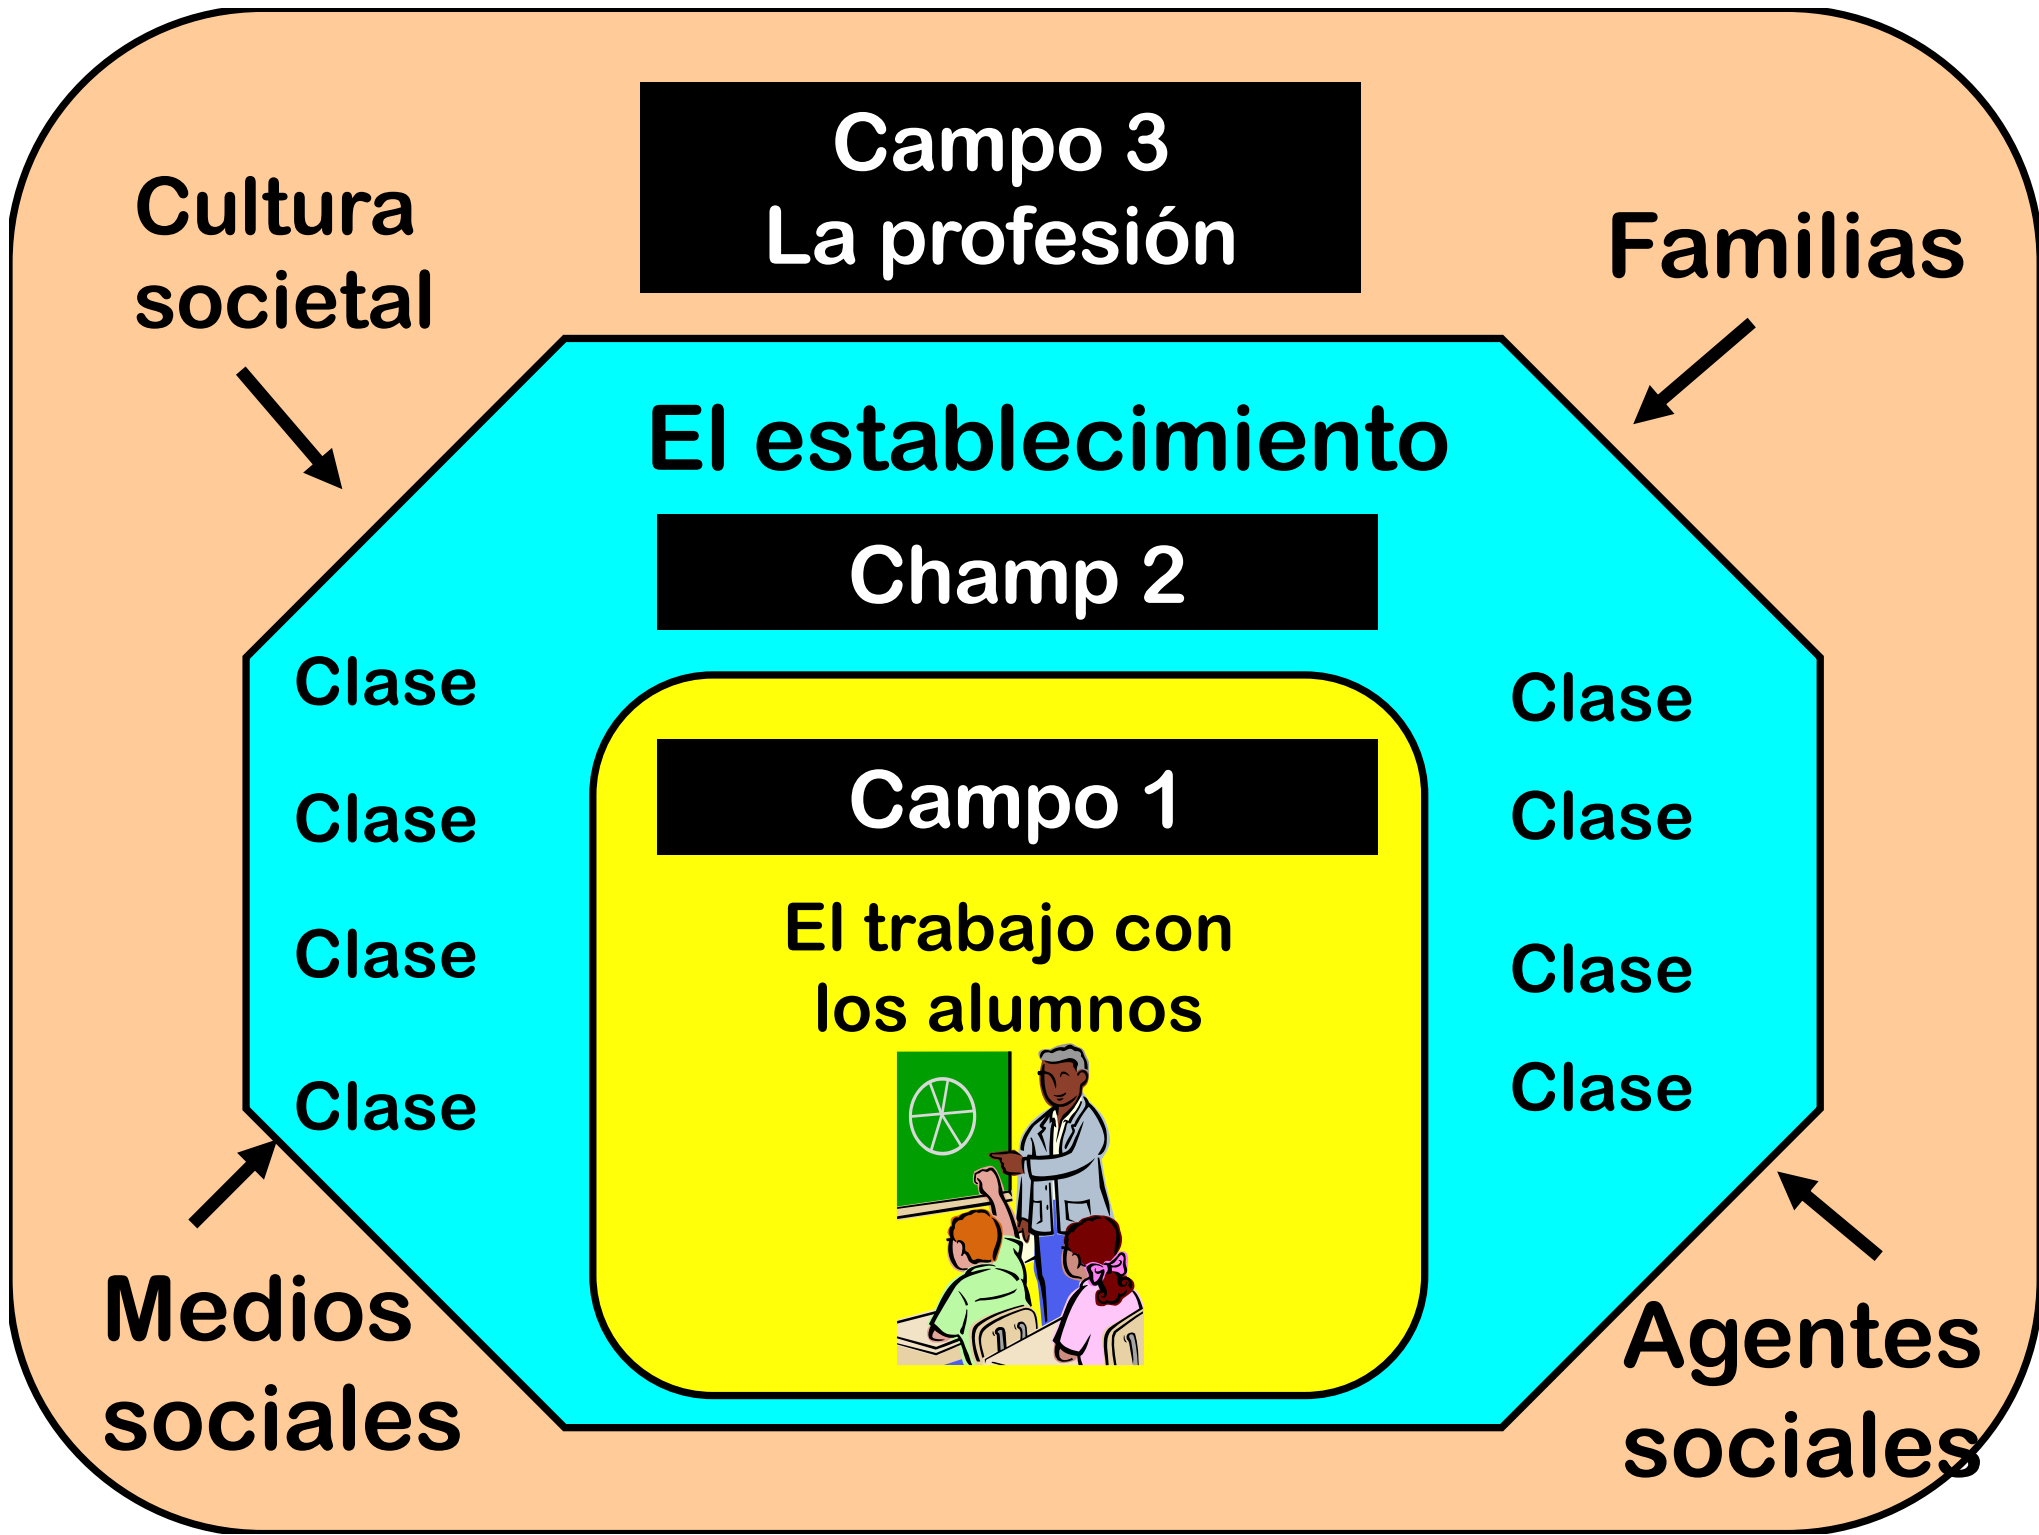 Campo 3
La profesión
Cultura
societal
Familias
El establecimiento
Champ 2
Clase
Clase
Clase
Clase
Campo 1
El trabajo con
los alumnos
Clase
Clase
Clase
Clase
Medios
sociales
Agentes
sociales